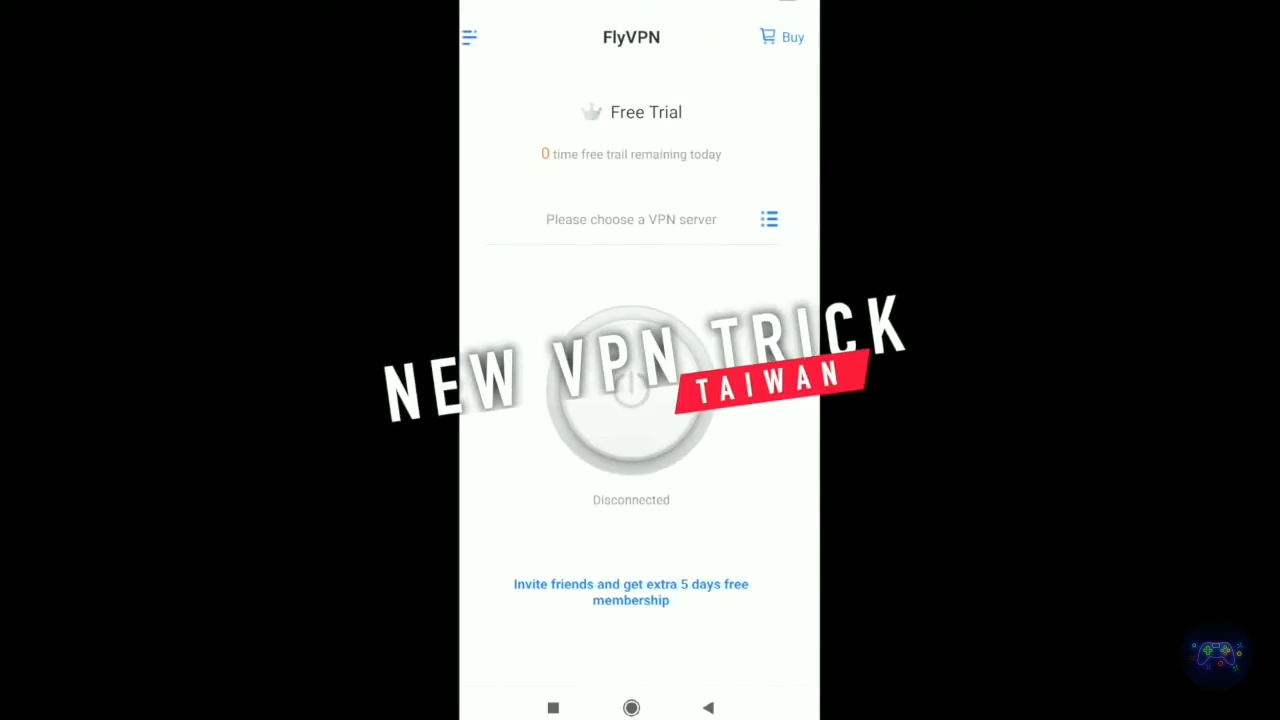 FlyVPN
Buy
Free Trial
0 time free trail remaining today
Please choose a VPN server
NEW VPN TRICK
TAIWAN
Disconnected
Invite friends and get extra 5 days free
membership